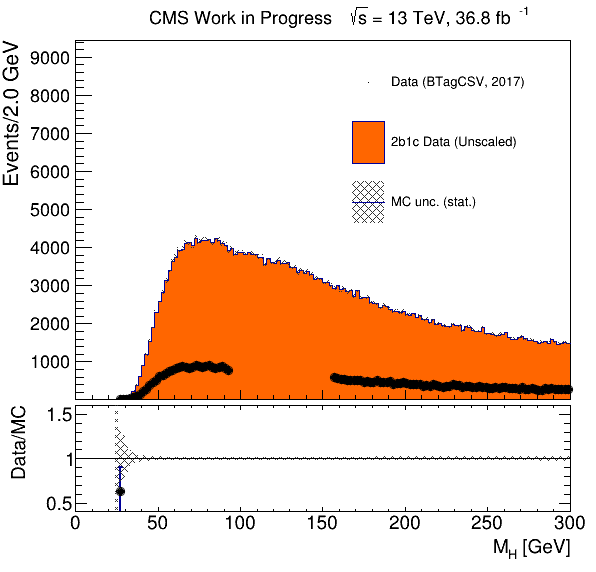 CMS Work in Progress √s = 13 TeV, 36.8 fb -1
Events/2.0 GeV
9000
8000
7000
6000
5000
4000
3000
2000
1000
Data (BTagCSV, 2017)
2b1c Data (Unscaled)
MC unc. (stat.)
Data/MC
1.5
1
0.5
0 50 100 150 200 250 300
M_H [GeV]